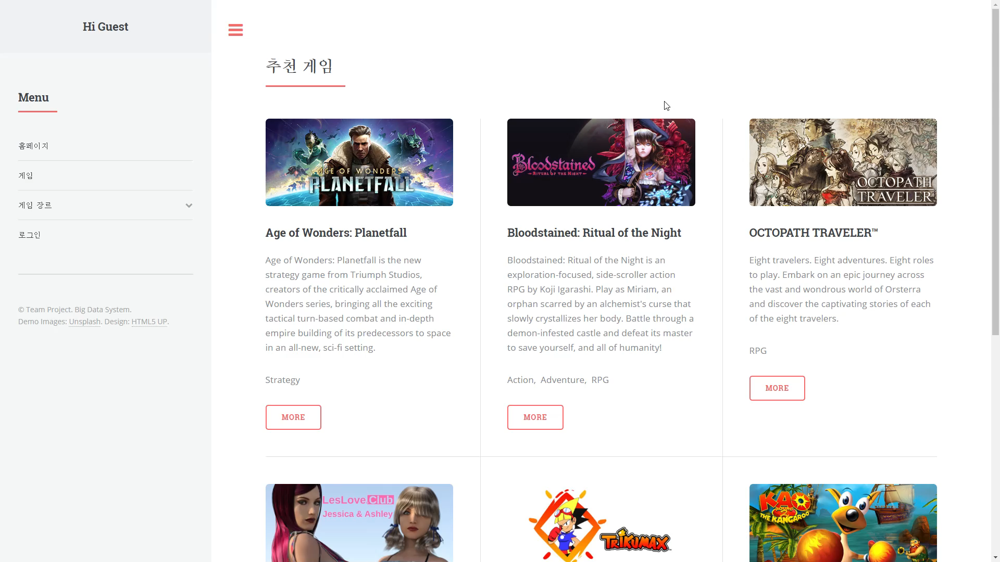 Hi Guest
Menu
홈페이지
게임
게임 장르
로그인
© Team Project. Big Data System.
Demo Images: Unsplash. Design: HTML5 UP.
추천 게임
AGE OF WONDERS
PLANETFALL
Age of Wonders: Planetfall
Age of Wonders: Planetfall is the new
strategy game from Triumph Studios,
creators of the critically acclaimed Age of
Wonders series, bringing all the exciting
tactical turn-based combat and in-depth
empire building of its predecessors to space
in an all-new, sci-fi setting.
Strategy
MORE
Bloodstained
RITUAL OF THE NIGHT
Bloodstained: Ritual of the Night
Bloodstained: Ritual of the Night is an
exploration-focused, side-scroller action
RPG by Koji Igarashi. Play as Miriam, an
orphan scarred by an alchemist's curse that
slowly crystallizes her body. Battle through a
demon-infested castle and defeat its master
to save yourself, and all of humanity!
Action, Adventure, RPG
MORE
OCTOPATH
TRAVELER
OCTOPATH TRAVELER™
Eight travelers. Eight adventures. Eight roles
to play. Embark on an epic journey across
the vast and wondrous world of Orsterra
and discover the captivating stories of each
of the eight travelers.
RPG
MORE
LesLove.Club
Jessica & Ashley
TRIKUMAX
KAO
ROUND 2
THE KANGAROO